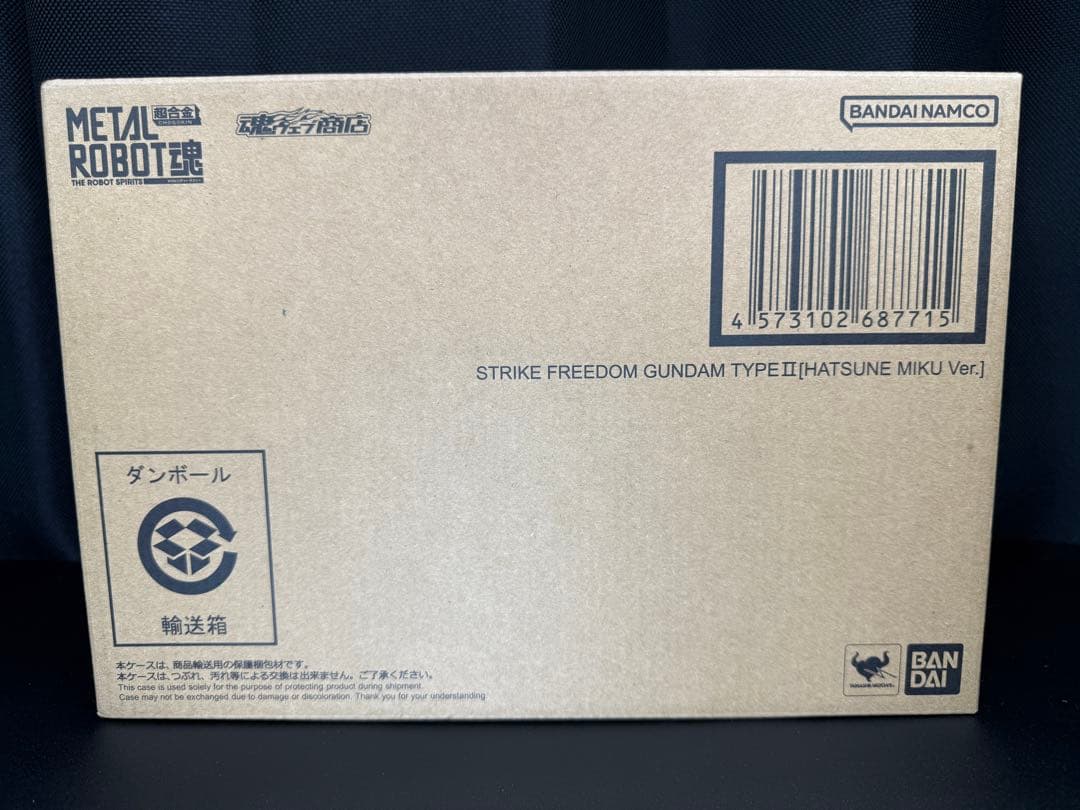 METAL 超合金
CHOGOKIN
ROBOT魂
THE ROBOT SPIRITS
魂ウェブ商店
BANDAI NAMCO
4 573102 687715
STRIKE FREEDOM GUNDAM TYPEⅡ[HATSUNE MIKU Ver.]
ダンボール
輸送箱
本ケースは、商品輸送用の保護梱包材です。
本ケースは、つぶれ、汚れ等による交換は出来ません。ご了承ください。
This case is used solely for the purpose of protecting product during shipment.
Case may not be exchanged due to damage or discoloration. Thank you for your understanding.
TAMASHII NATIONS
BAN
DAI